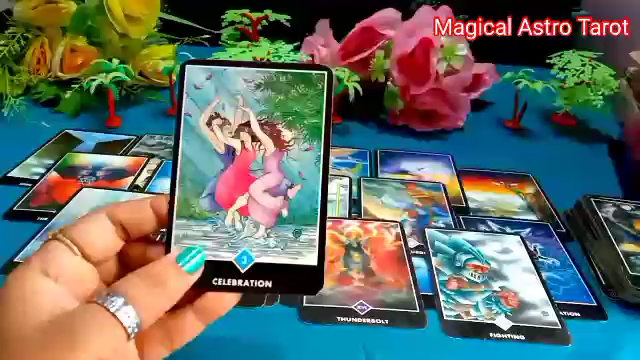 Magical Astro Tarot
3
CELEBRATION
THUNDERBOLT
FIGHTING